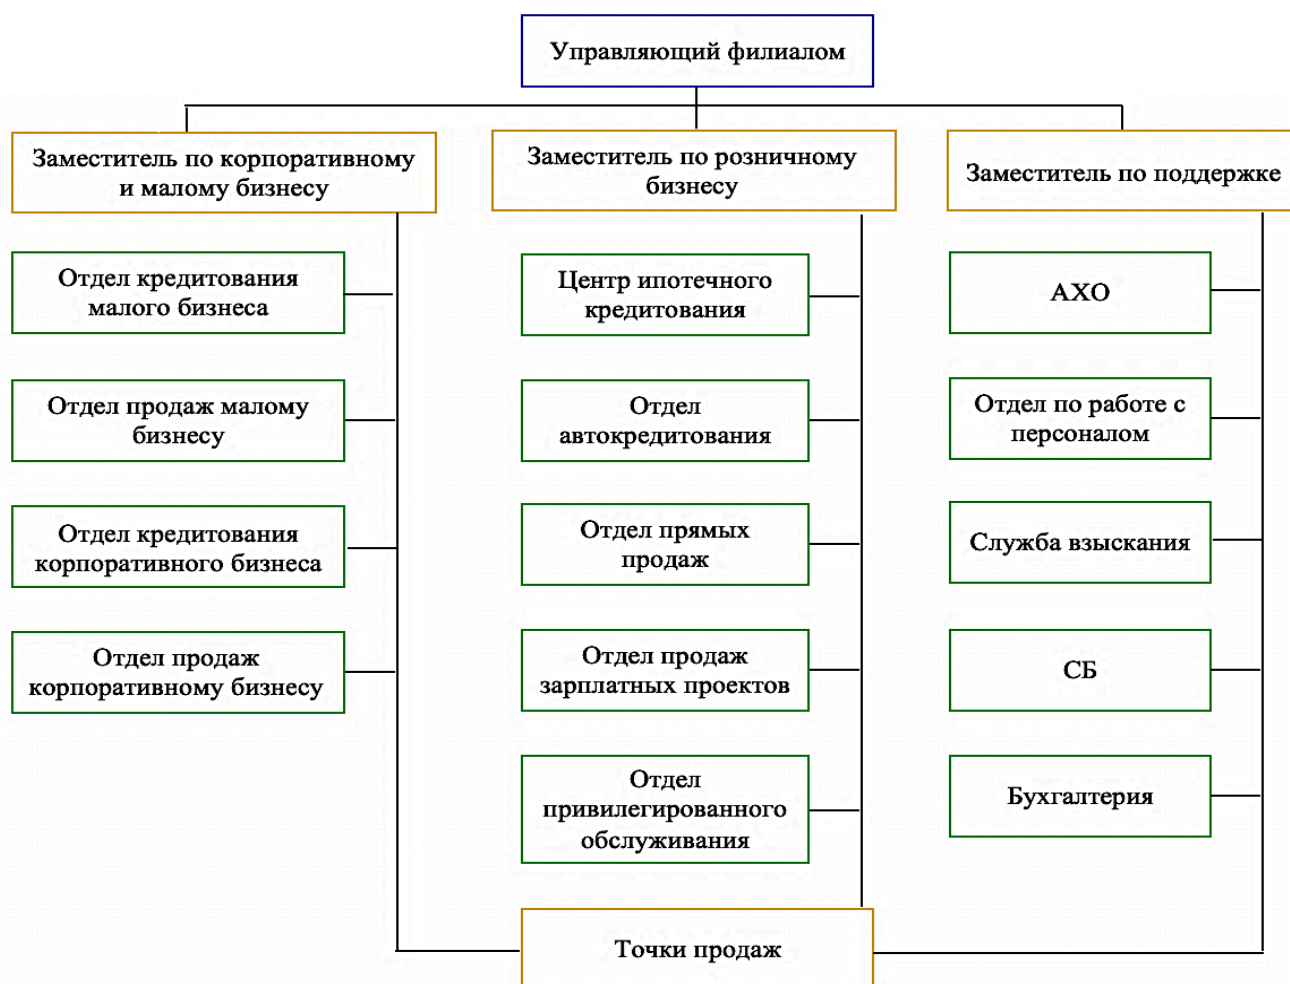 Управляющий филиалом
Заместитель по корпоративному
и малому бизнесу
Заместитель по розничному
бизнесу
Заместитель по поддержке
Отдел кредитования
малого бизнеса
Отдел продаж малому
бизнесу
Отдел кредитования
корпоративного бизнеса
Отдел продаж
корпоративному бизнесу
Центр ипотечного
кредитования
Отдел
автокредитования
Отдел прямых
продаж
Отдел продаж
зарплатных проектов
Отдел
привилегированного
обслуживания
АХО
Отдел по работе с
персоналом
Служба взыскания
СБ
Бухгалтерия
Точки продаж